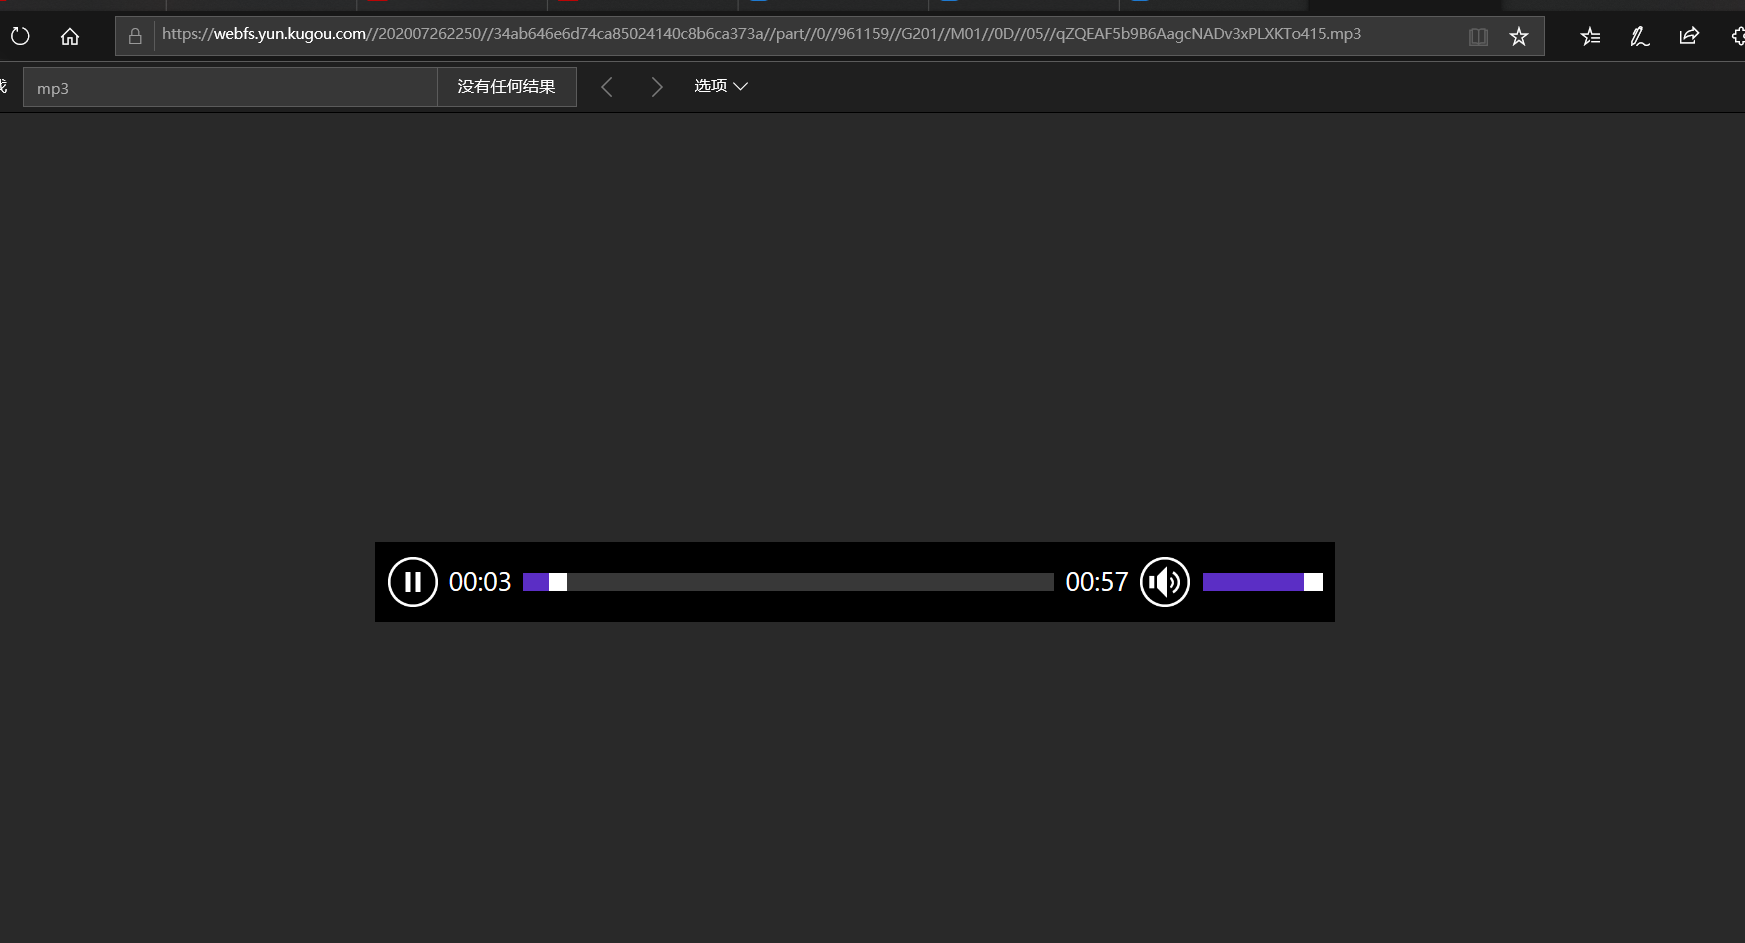 https://webfs.yun.kugou.com//202007262250//34ab646e6d74ca85024140c8b6ca373a//part//0//961159//G201//M01//0D//05//qZQEAF5b9B6AagcNADv3xPLXKTo415.mp3
mp3 没有任何结果 选项
00:03 00:57